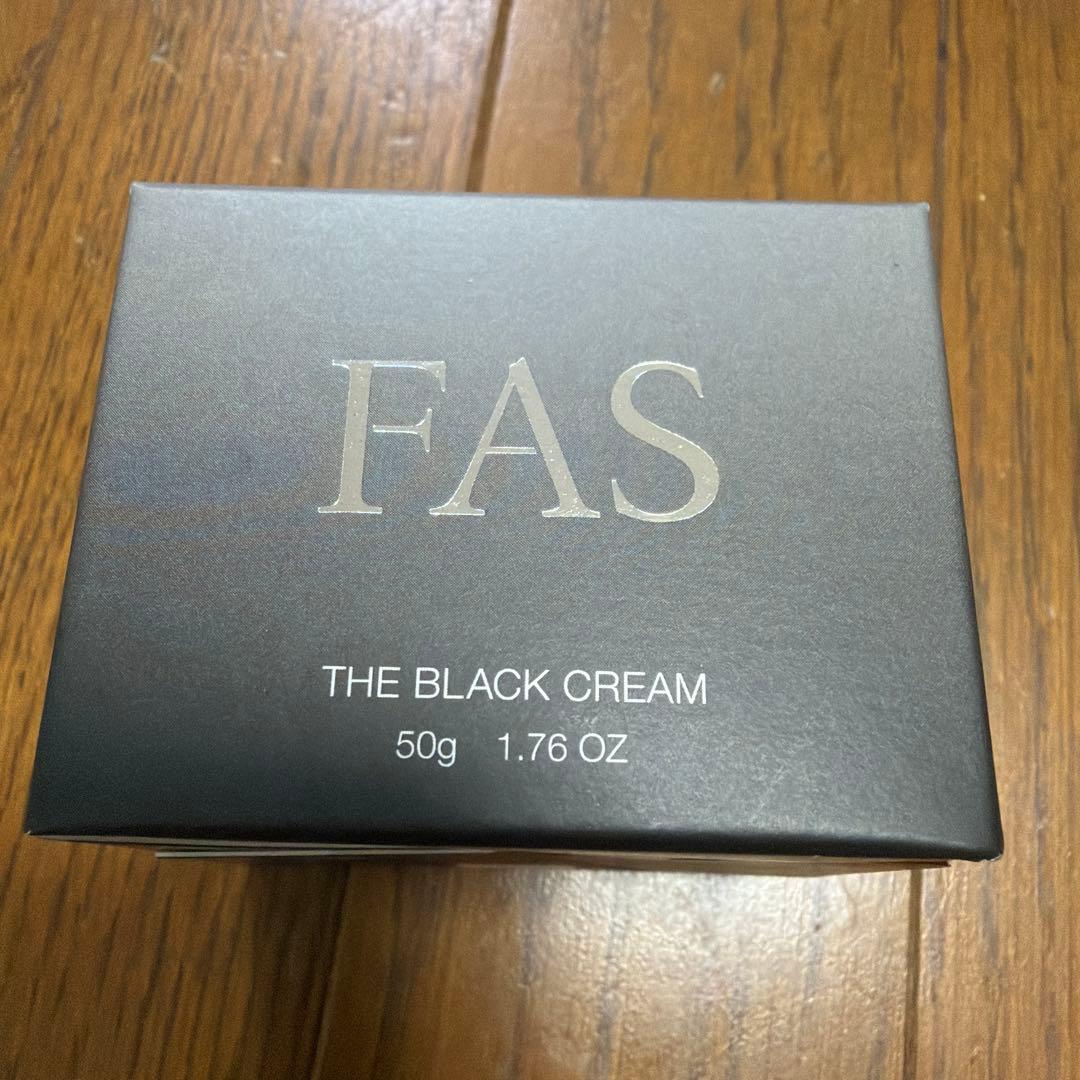 FAS
THE BLACK CREAM
50g 1.76 OZ